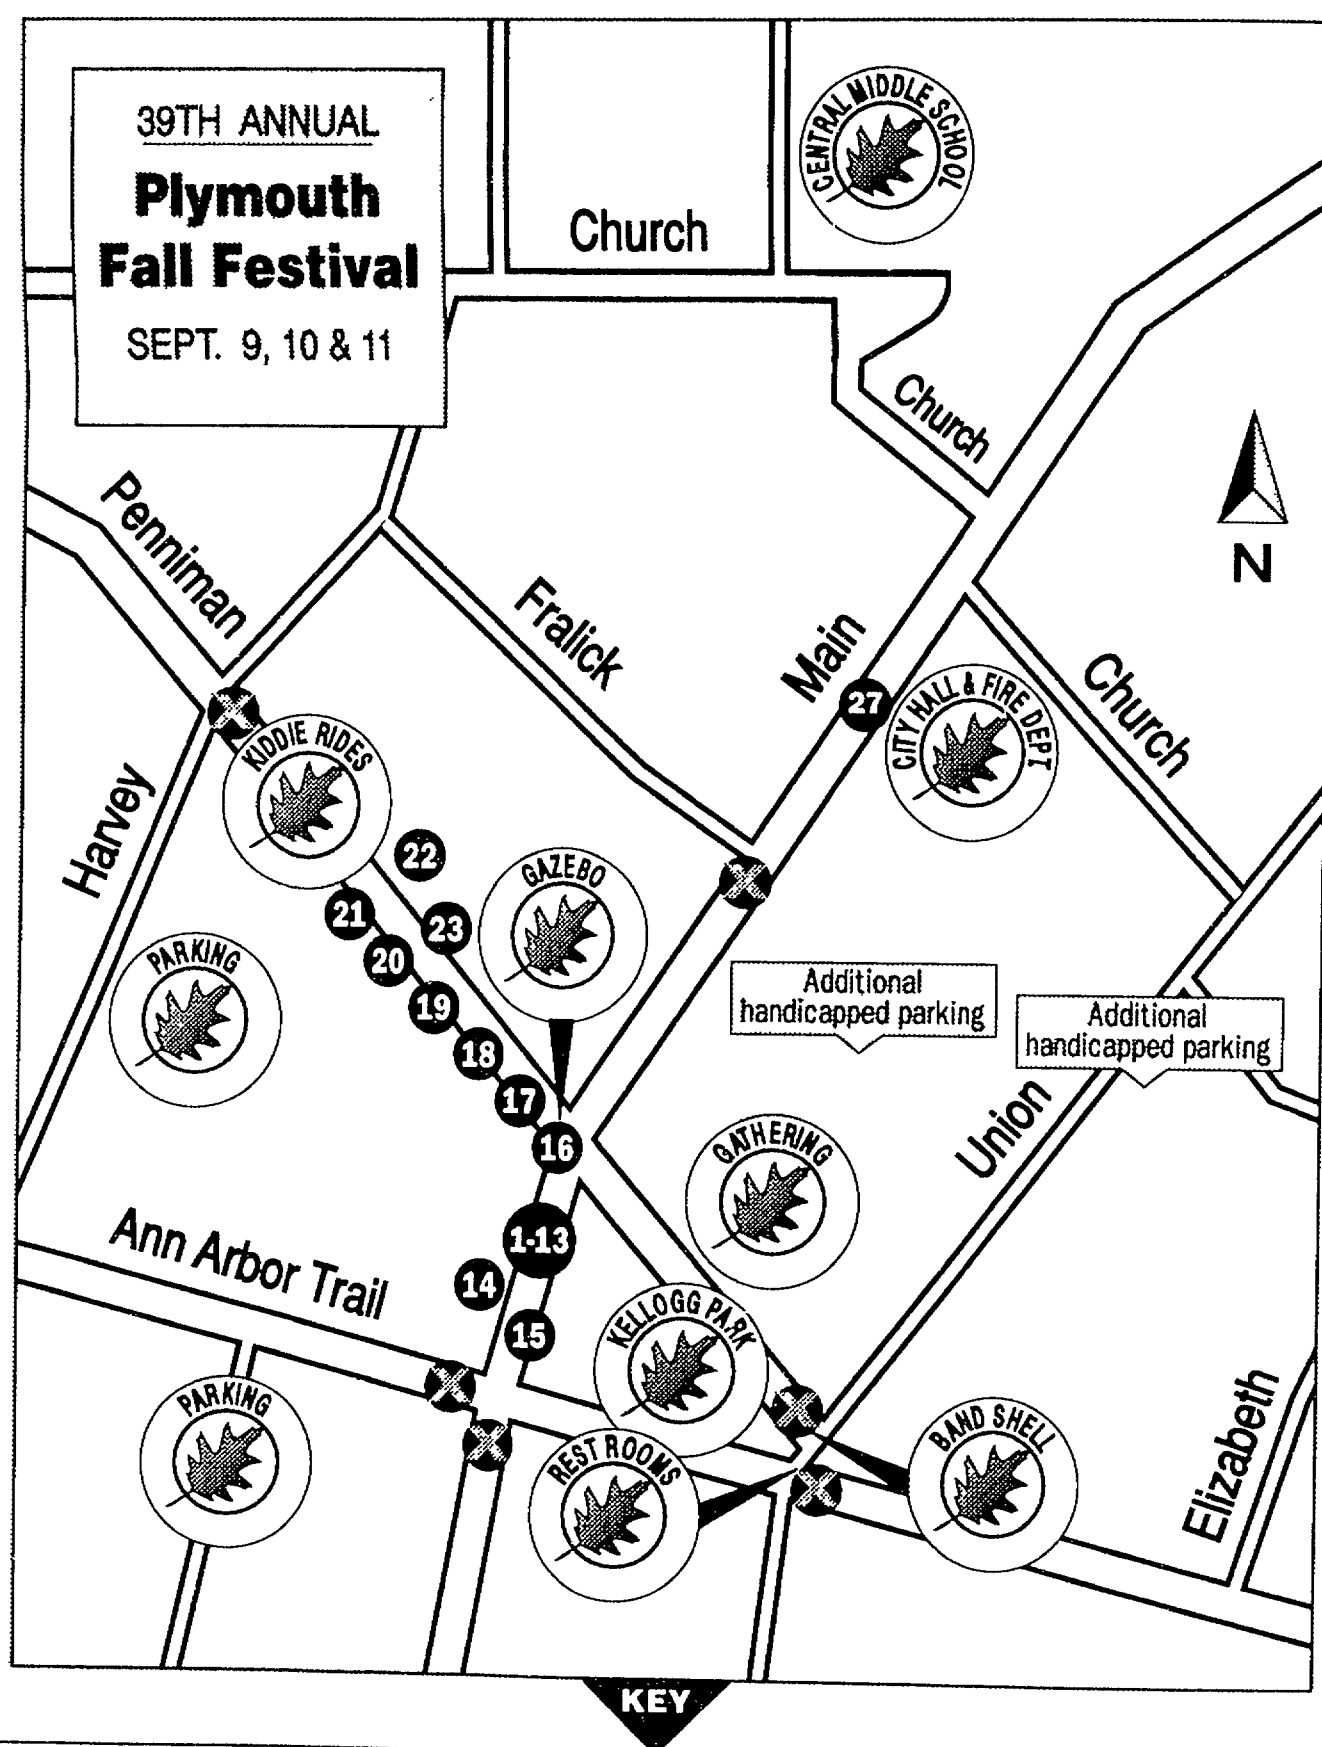 39TH ANNUAL
Plymouth
Fall Festival
SEPT. 9, 10 & 11
CENTRAL MIDDLE SCHOOL
Church
Church
N
Penniman
Fralick
Main
27
CITY HALL & FIRE DEPT
Church
X
KIDDIE RIDES
Harvey
22
GAZEBO
X
21
23
20
PARKING
19
Additional
handicapped parking
Additional
handicapped parking
18
17
16
Union
GATHERING
1-13
Ann Arbor Trail
14
15
KELLOGG PARK
X
X
X
PARKING
REST ROOMS
BAND SHELL
X
Elizabeth
KEY